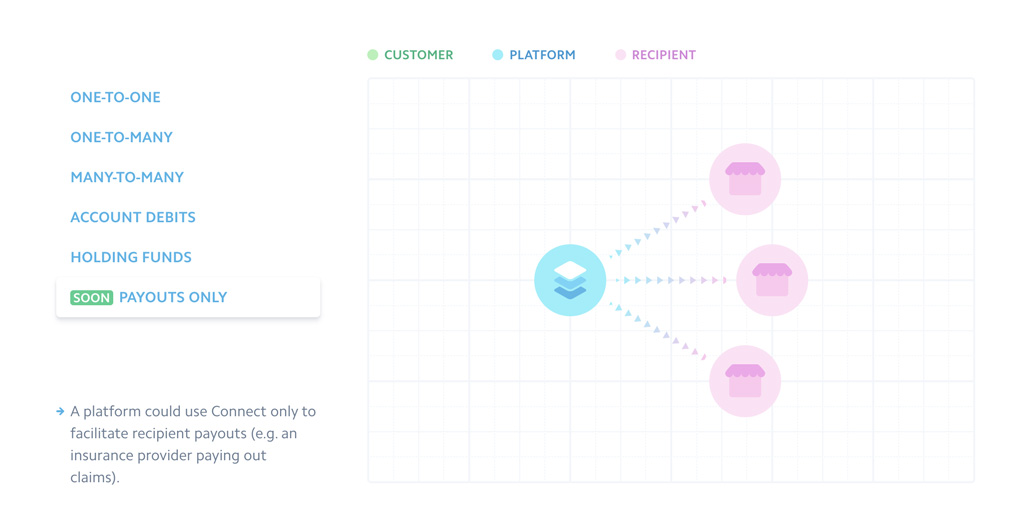 CUSTOMER
PLATFORM
RECIPIENT
ONE-TO-ONE
ONE-TO-MANY
MANY-TO-MANY
ACCOUNT DEBITS
HOLDING FUNDS
SOON PAYOUTS ONLY
A platform could use Connect only to
facilitate recipient payouts (e.g. an
insurance provider paying out
claims).